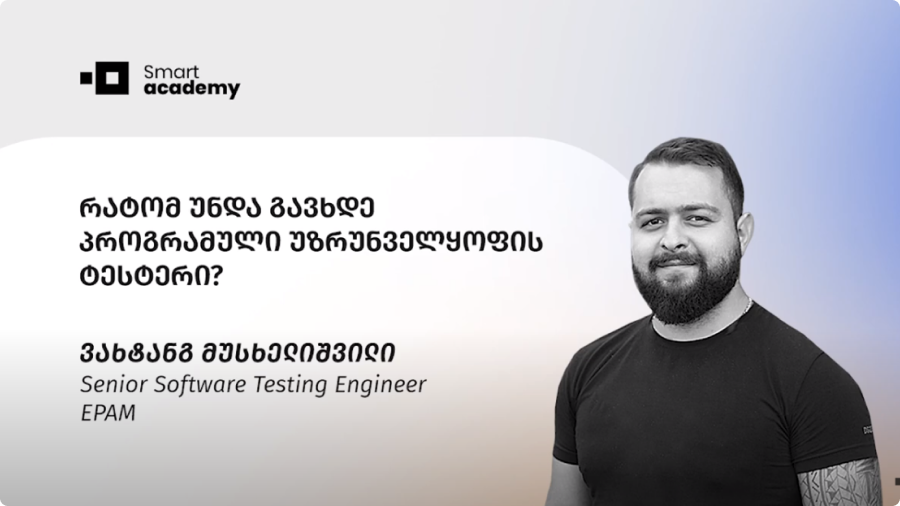 Smart
academy
რატომ უნდა გავხდე
პროგრამული უზრუნველყოფის
ტესტერი?
ვახტანგ მუსხელიშვილი
Senior Software Testing Engineer
EPAM